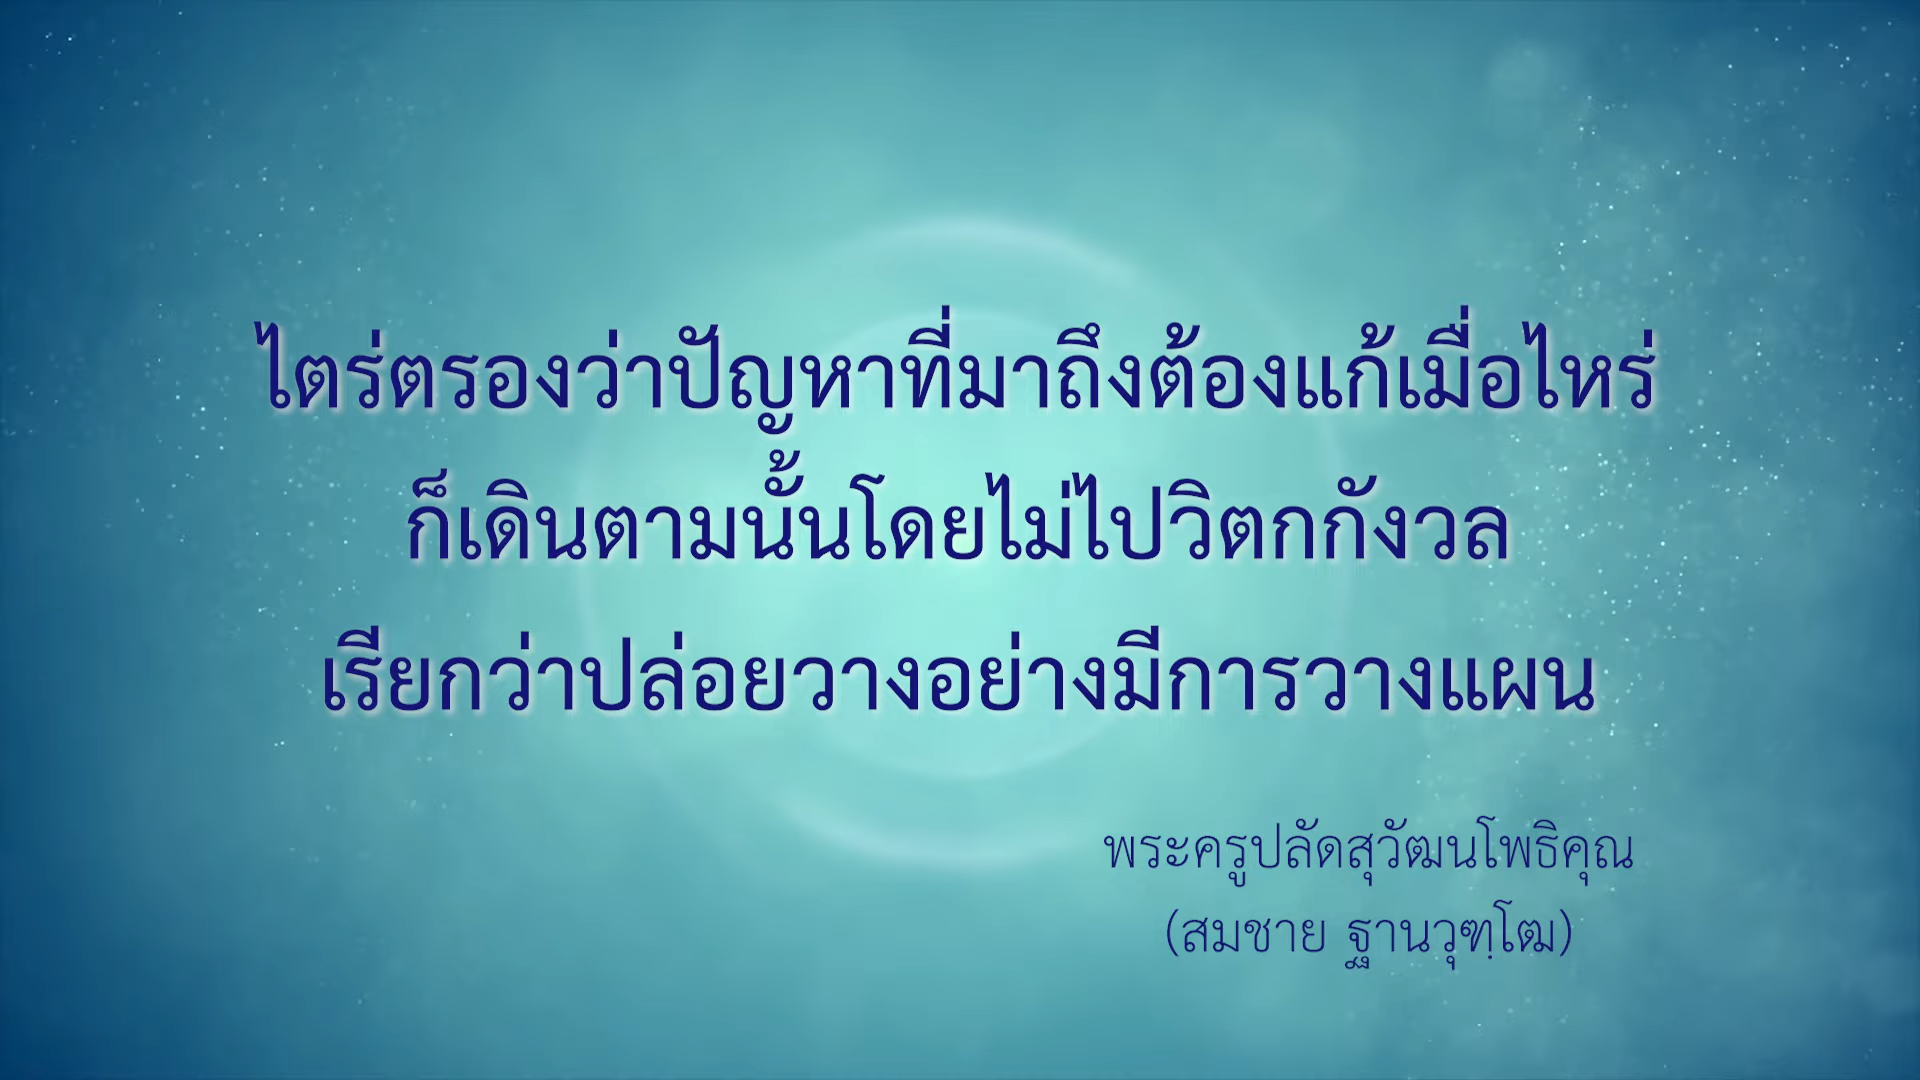 ไตร่ตรองว่าปัญหาที่มาถึงต้องแก้เมื่อไหร่
ก็เดินตามนั้นโดยไม่ไปวิตกกังวล
เรียกว่าปล่อยวางอย่างมีการวางแผน
พระครูปลัดสุวัฒนโพธิคุณ
(สมชาย ฐานวุฑฺโฒ)